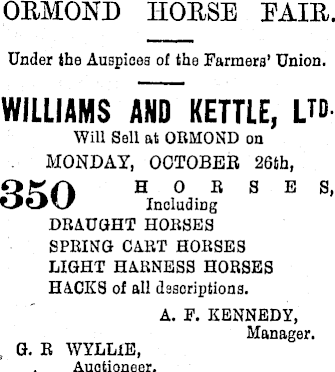 ORMOND HORSE FAIR.
Under the Auspices of the Farmers' Union.
WILLIAMS AND KETTLE, LTD.
Will Sell at ORMOND on
MONDAY, OCTOBER 26th,
350 HORSES,
Including
DRAUGHT HORSES
SPRING CART HORSES
LIGHT HARNESS HORSES
HACKS of all descriptions.
A. F. KENNEDY,
Manager.
G. R WYLLIE,
Auctioneer.